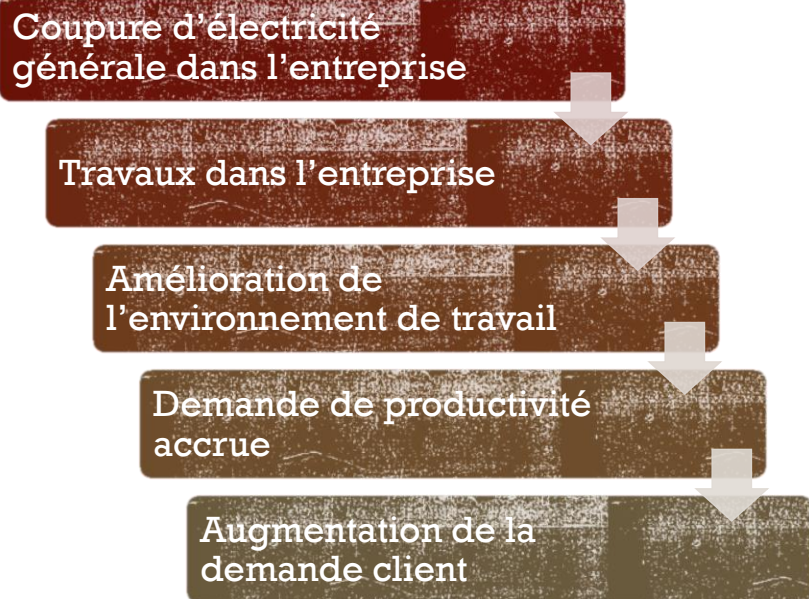 Coupure d’électricité
générale dans l’entreprise
Travaux dans l’entreprise
Amélioration de
l’environnement de travail
Demande de productivité
accrue
Augmentation de la
demande client